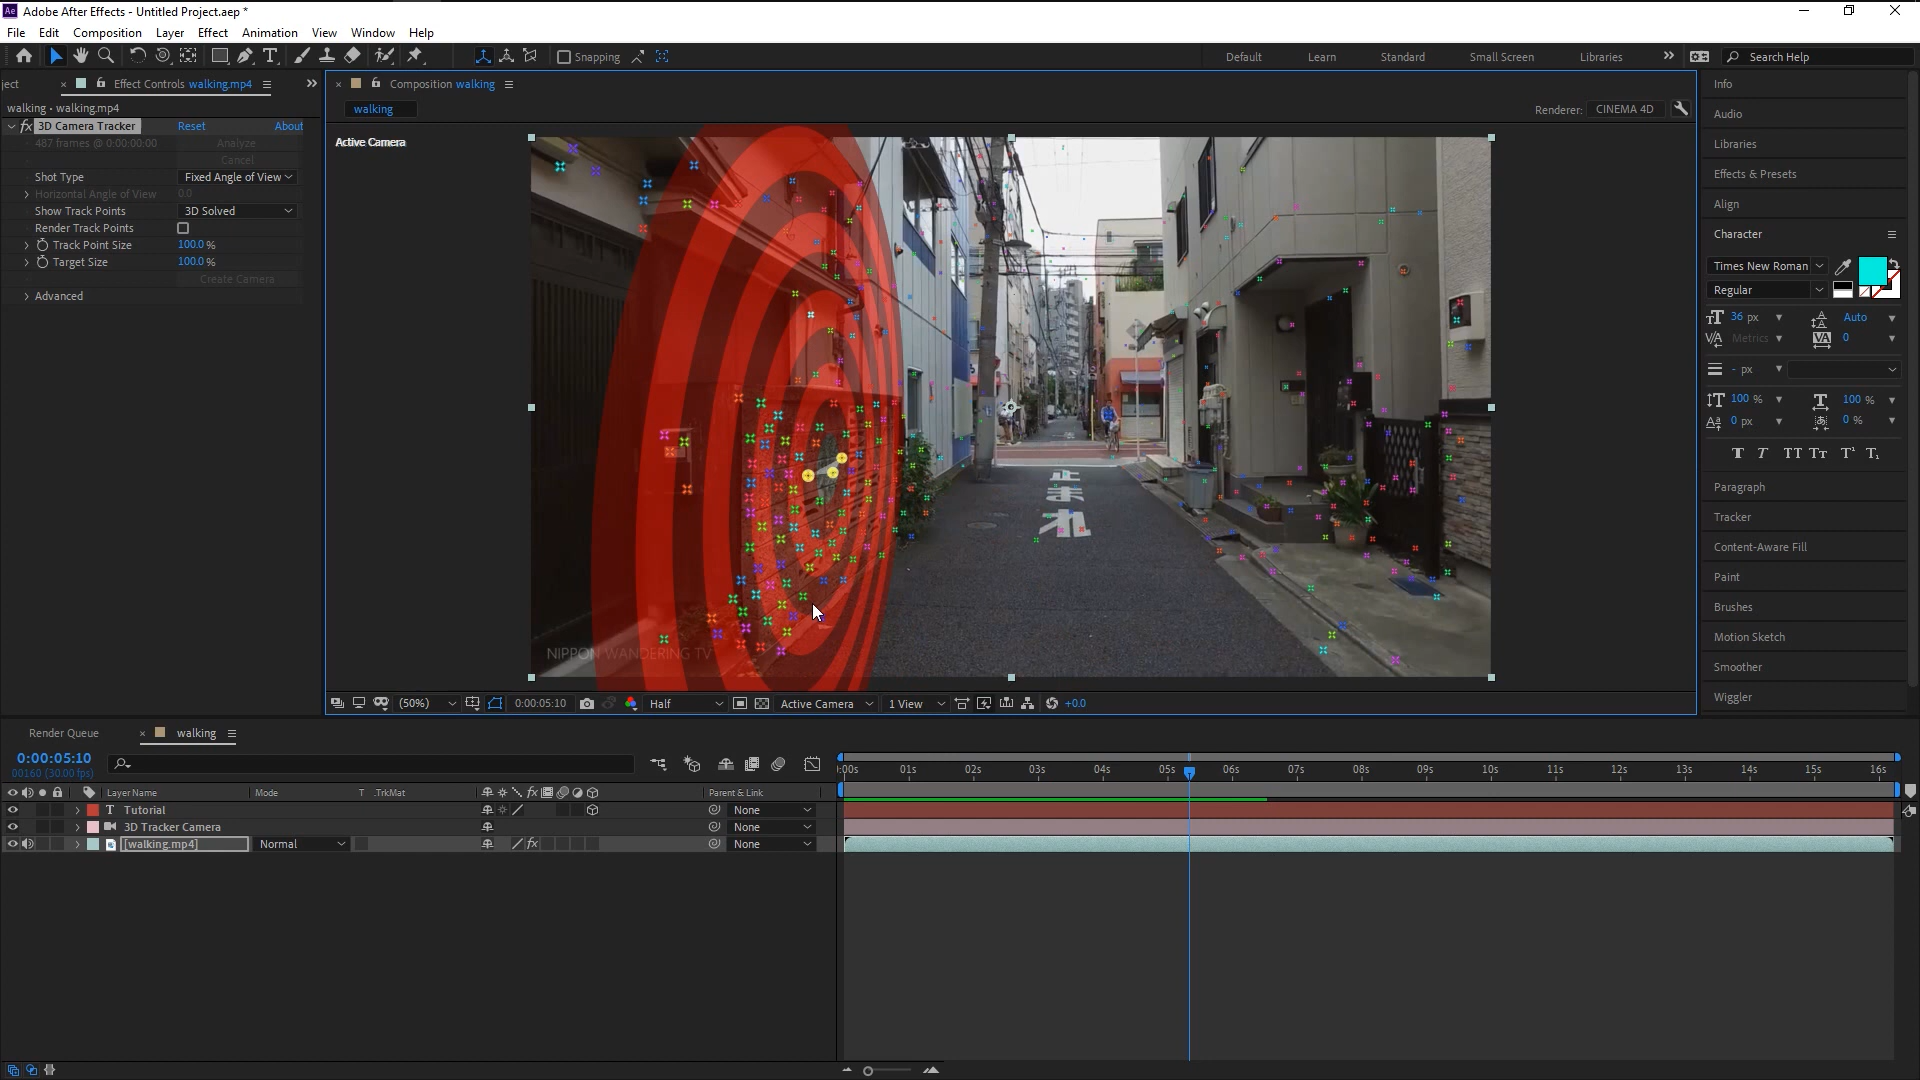 Ae Adobe After Effects - Untitled Project.aep *
File Edit Composition Layer Effect Animation View Window Help
Snapping
Default Learn Standard Small Screen Libraries Search Help
ject Effect Controls walking.mp4
walking • walking.mp4
fx 3D Camera Tracker Reset About
487 frames @ 0:00:00:00 Analyze
Cancel
Shot Type Fixed Angle of View
Horizontal Angle of View 0.0
Show Track Points 3D Solved
Render Track Points
Track Point Size 100.0 %
Target Size 100.0 %
Create Camera
Advanced
Composition walking
walking
Renderer: CINEMA 4D
Active Camera
NIPPON WANDERING TV
(50%) 0:00:05:10 Half Active Camera 1 View +0.0
Info
Audio
Libraries
Effects & Presets
Align
Character
Times New Roman
Regular
36 px Auto
Metrics 0
- px
100 % 100 %
0 px 0 %
T T TT Tr T¹ T₁
Paragraph
Tracker
Content-Aware Fill
Paint
Brushes
Motion Sketch
Smoother
Wiggler
Render Queue walking
0:00:05:10
00160 (30.00 fps)
:00s 01s 02s 03s 04s 05s 06s 07s 08s 09s 10s 11s 12s 13s 14s 15s 16s
Layer Name Mode T .TrkMat fx Parent & Link
T Tutorial None
3D Tracker Camera None
[walking.mp4] Normal fx None